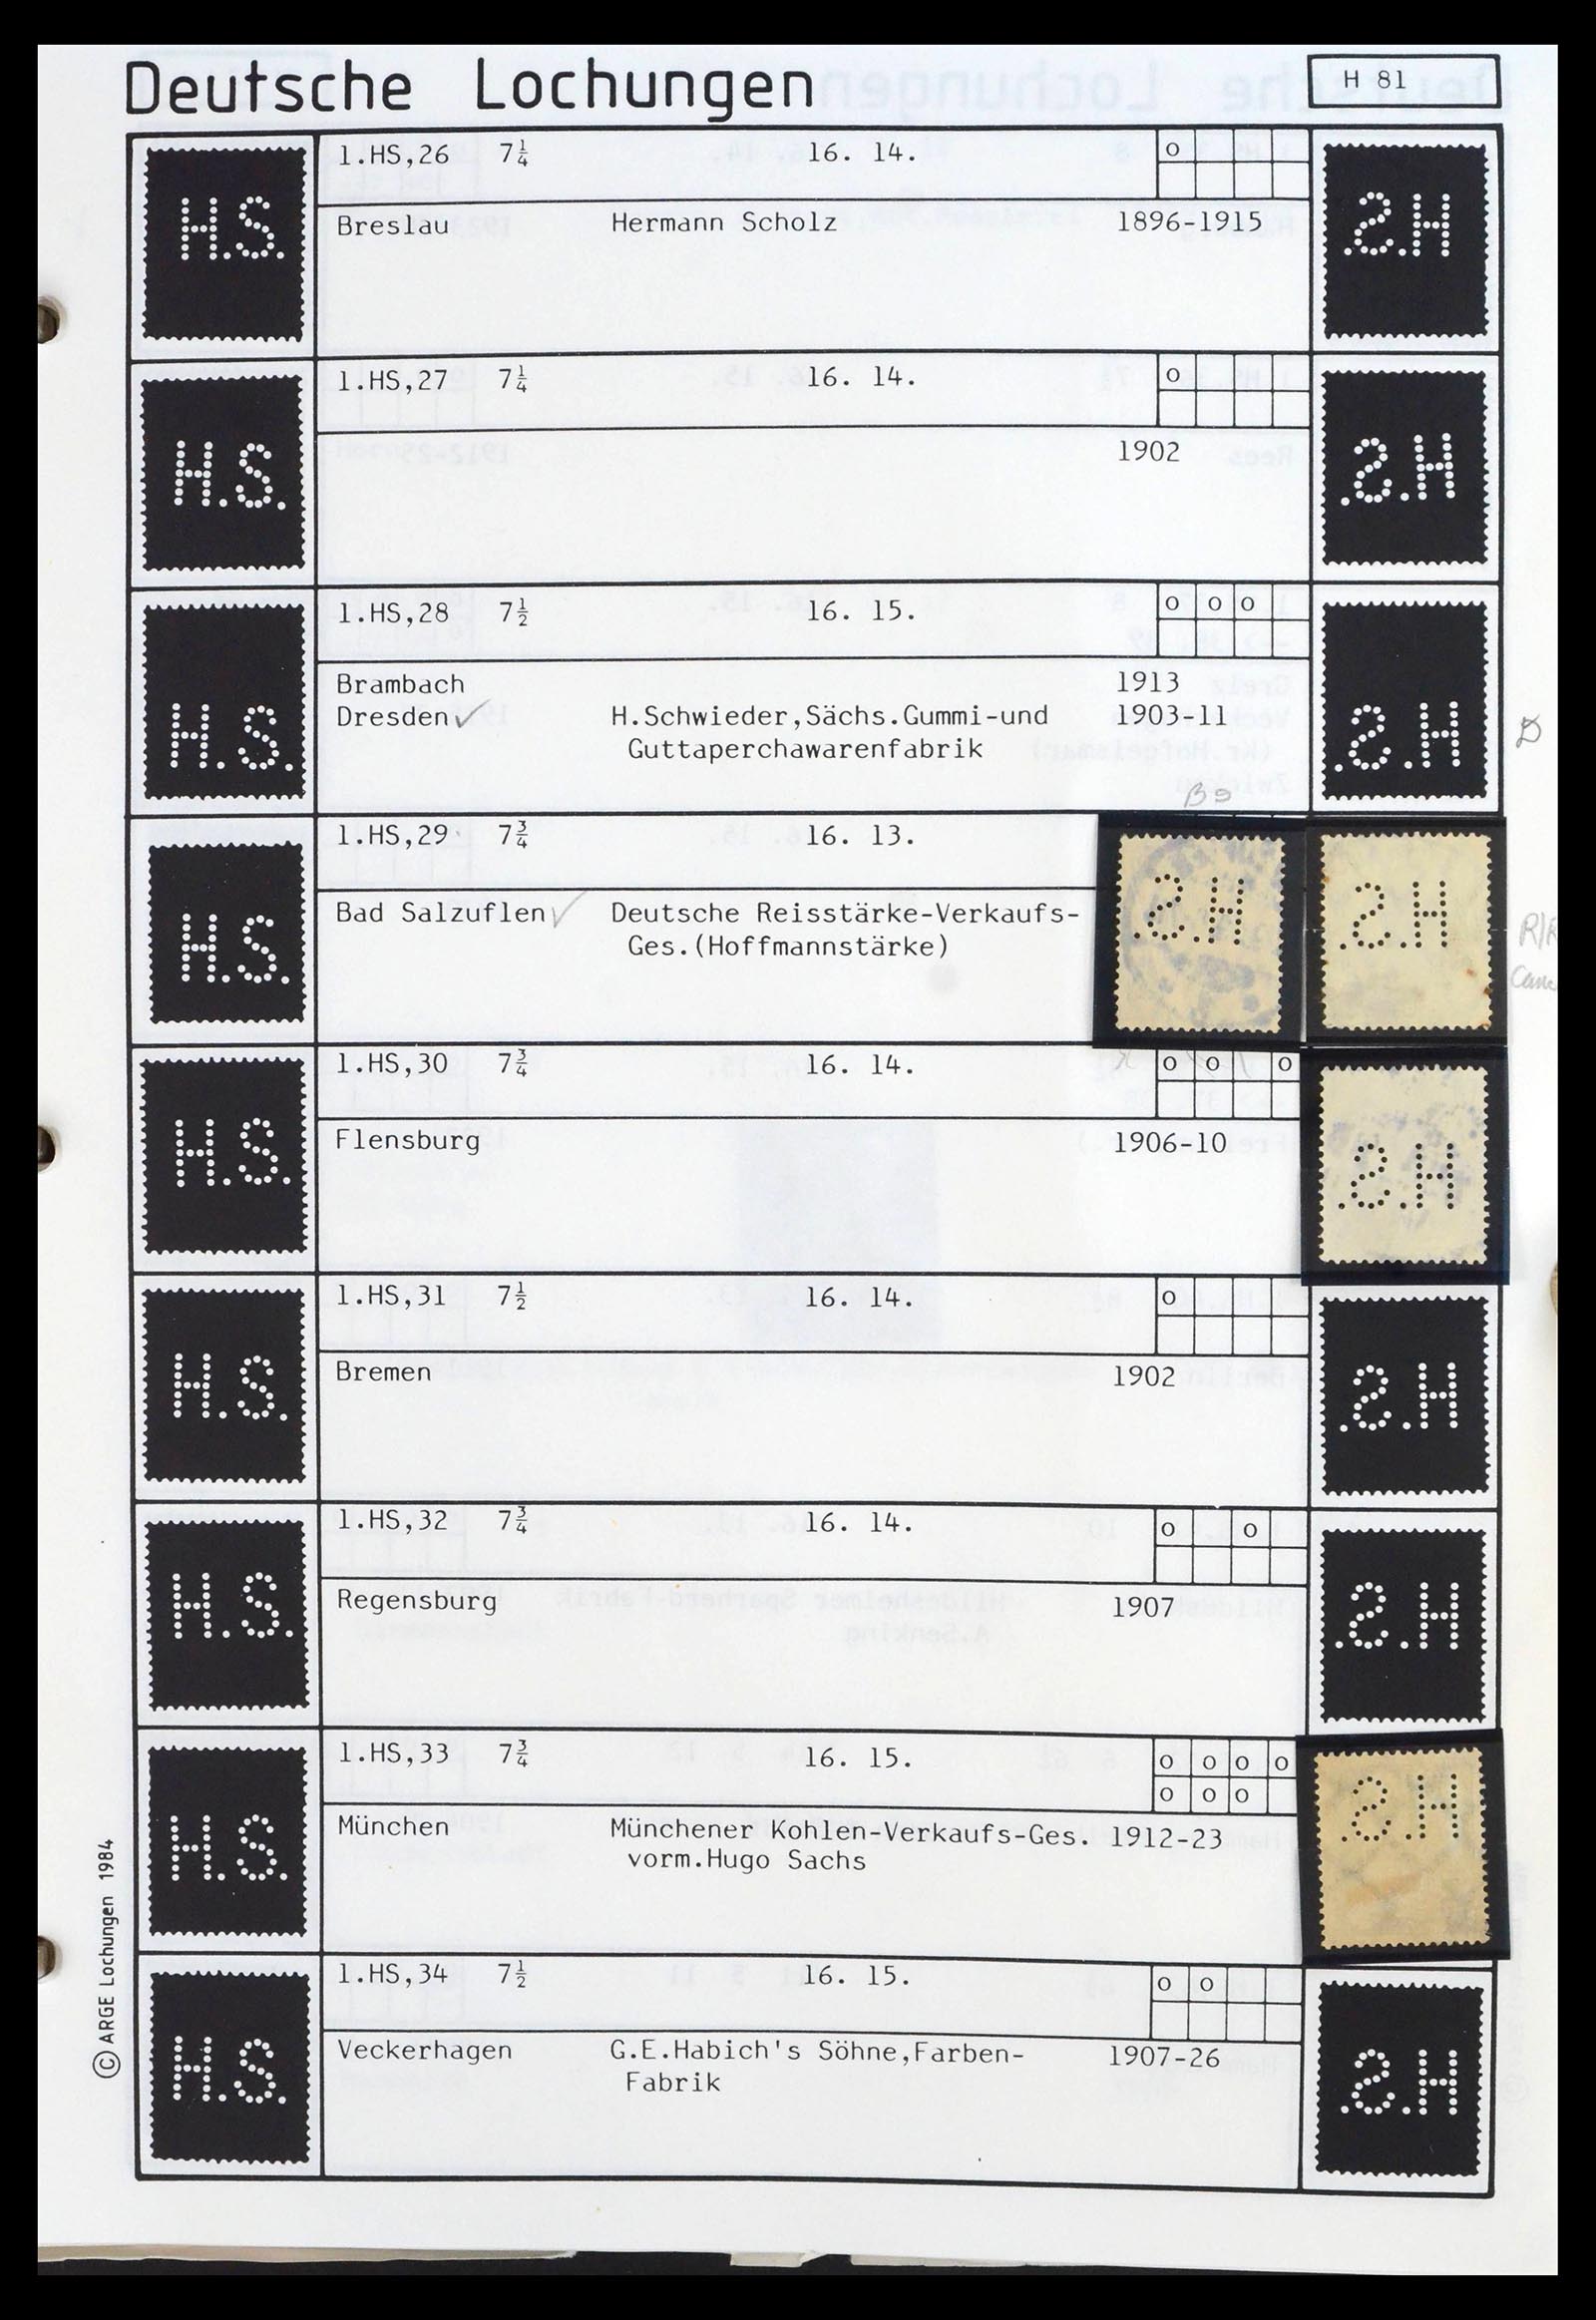 Deutsche Lochungen
H 81
H.S.
1.HS,26 7¼ 16. 14. o
Breslau Hermann Scholz 1896-1915
H.S.
H.S.
1.HS,27 7¼ 16. 14. o
1902
H.S.
H.S.
1.HS,28 7½ 16. 15. o o o
Brambach 1913
Dresden✓ H.Schwieder,Sächs.Gummi-und 1903-11
Guttaperchawarenfabrik
H.S.
H.S.
1.HS,29 7¾ 16. 13.
Bad Salzuflen✓ Deutsche Reisstärke-Verkaufs-
Ges.(Hoffmannstärke)
H.S.
H.S.
H.S.
1.HS,30 7¾ 16. 14. o o o
Flensburg 1906-10
H.S.
H.S.
1.HS,31 7½ 16. 14. o
Bremen 1902
H.S.
H.S.
1.HS,32 7¾ 16. 14. o o
Regensburg 1907
H.S.
H.S.
1.HS,33 7¾ 16. 15. o o o o
o o o
München Münchener Kohlen-Verkaufs-Ges. 1912-23
vorm.Hugo Sachs
H.S.
H.S.
1.HS,34 7½ 16. 15. o o
Veckerhagen G.E.Habich's Söhne,Farben- 1907-26
Fabrik
H.S.
© ARGE Lochungen 1984